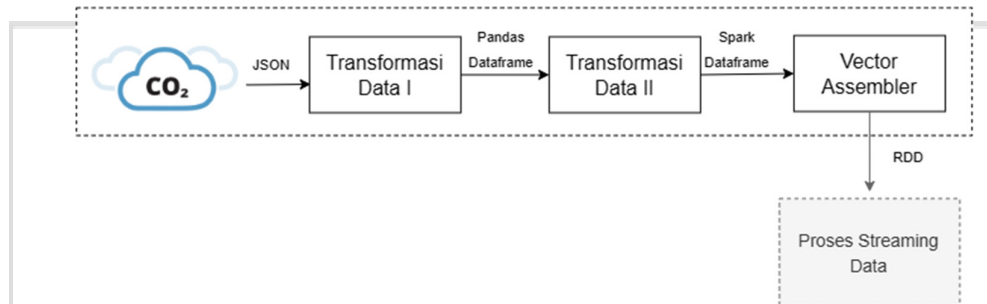 CO₂
JSON
Transformasi
Data I
Pandas
Dataframe
Transformasi
Data II
Spark
Dataframe
Vector
Assembler
RDD
Proses Streaming
Data